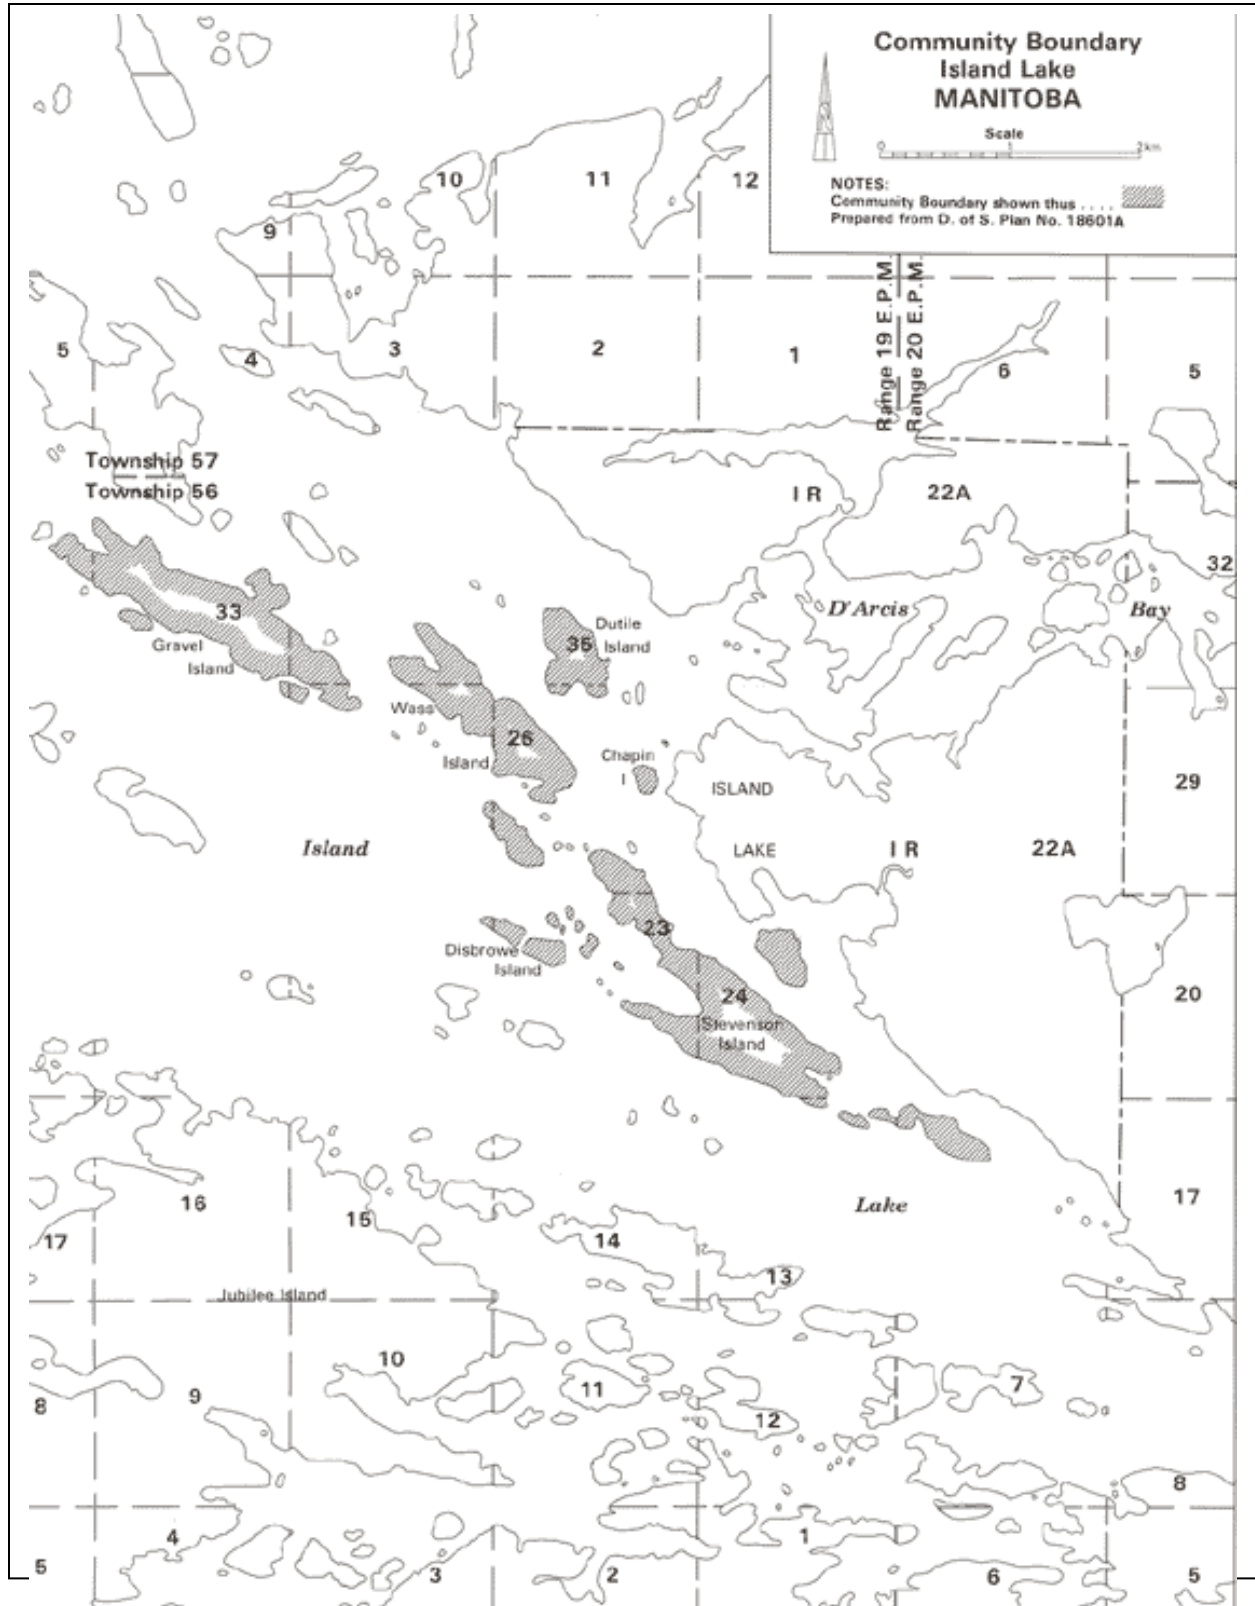 Community Boundary
Island Lake
MANITOBA
Scale
0 1 2 km
NOTES:
Community Boundary shown thus ....
Prepared from D. of S. Plan No. 18601A
10 11 12
9
Range 19 E.P.M.
Range 20 E.P.M.
5 4 3 2 1 6 5
Township 57
Township 56
I R 22A
32
33
Gravel
Island
35
Dutile
Island
D'Arcis Bay
Wass
Island
26
Chapin
I
ISLAND
LAKE
I R 22A
29
Island
23
Disbrowe
Island
24
Stevenson
Island
20
Lake
17
16 15
17
14
13
Jubilee Island
10
11
12
7
8
9
8
4
5
3
2
1
6
5